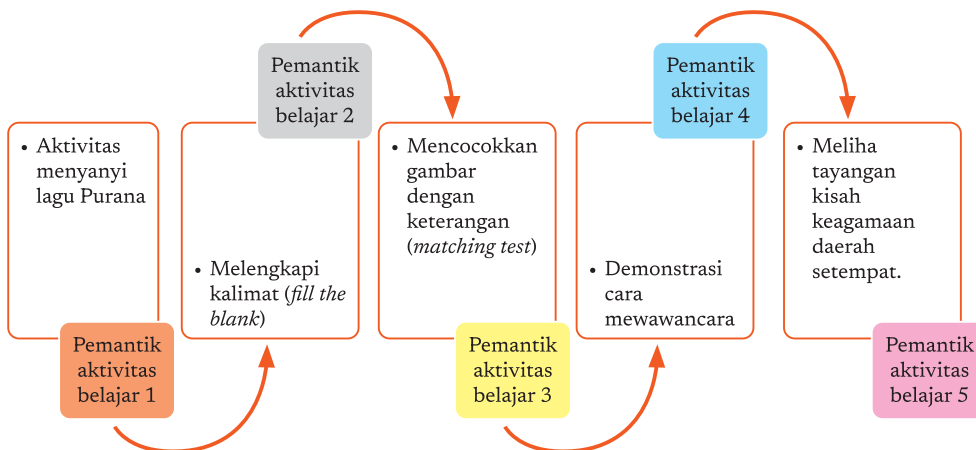 • Aktivitas
menyanyi
lagu Purana
Pemantik
aktivitas
belajar 1
Pemantik
aktivitas
belajar 2
• Melengkapi
kalimat (fill the
blank)
• Mencocokkan
gambar
dengan
keterangan
(matching test)
Pemantik
aktivitas
belajar 3
Pemantik
aktivitas
belajar 4
• Demonstrasi
cara
mewawancara
• Meliha
tayangan
kisah
keagamaan
daerah
setempat.
Pemantik
aktivitas
belajar 5